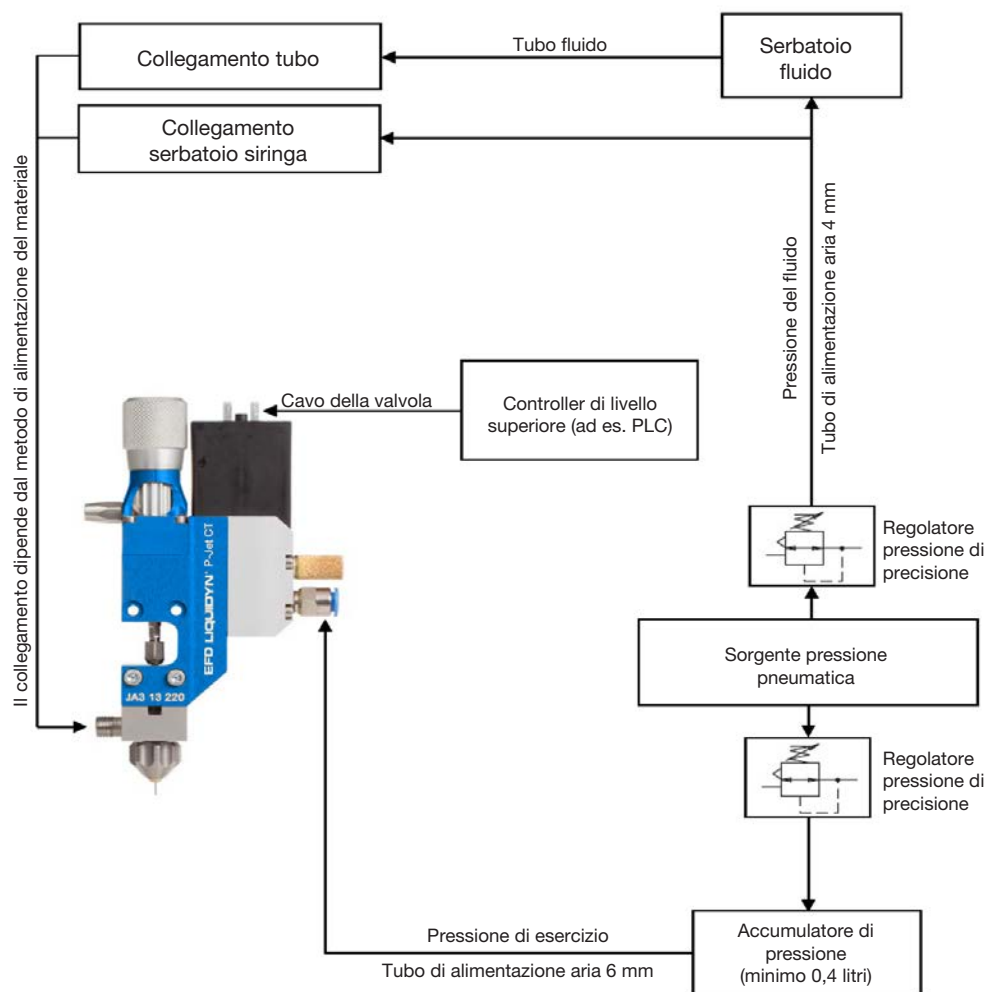 Collegamento tubo
Tubo fluido
Serbatoio
fluido
Collegamento
serbatoio siringa
Il collegamento dipende dal metodo di alimentazione del materiale
Pressione del fluido
Tubo di alimentazione aria 4 mm
Cavo della valvola
Controller di livello
superiore (ad es. PLC)
EFD LIQUIDYN® P-Jet CT
JA3 13 220
Regolatore
pressione di
precisione
Sorgente pressione
pneumatica
Regolatore
pressione di
precisione
Pressione di esercizio
Tubo di alimentazione aria 6 mm
Accumulatore di
pressione
(minimo 0,4 litri)